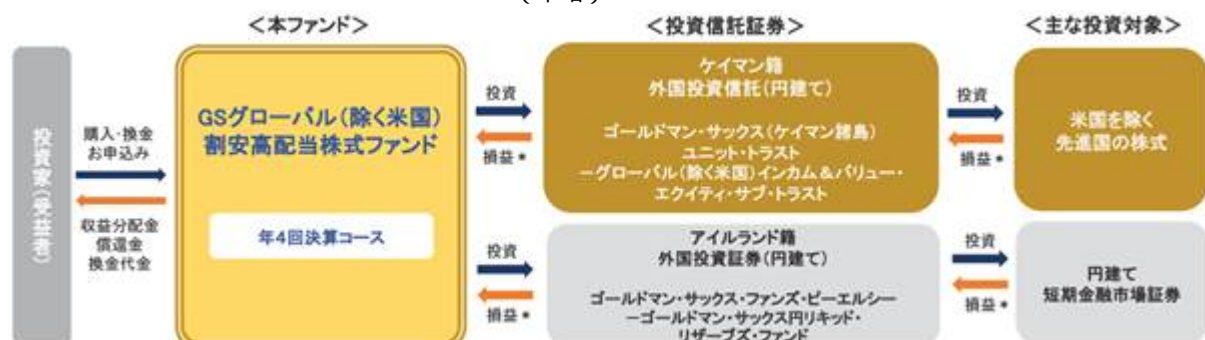 ＜本ファンド＞
＜投資信託証券＞
＜主な投資対象＞
投資家(受益者)
購入・換金
お申込み
収益分配金
償還金
換金代金
GSグローバル(除く米国)
割安高配当株式ファンド
年4回決算コース
投資
損益*
ケイマン籍
外国投資信託(円建て)
ゴールドマン・サックス(ケイマン諸島)
ユニット・トラスト
ーグローバル(除く米国)インカム＆バリュー・
エクイティ・サブ・トラスト
投資
損益*
米国を除く
先進国の株式
投資
損益*
アイルランド籍
外国投資証券(円建て)
ゴールドマン・サックス・ファンズ・ピーエルシー
ーゴールドマン・サックス円リキッド・
リザーブズ・ファンド
投資
損益*
円建て
短期金融市場証券